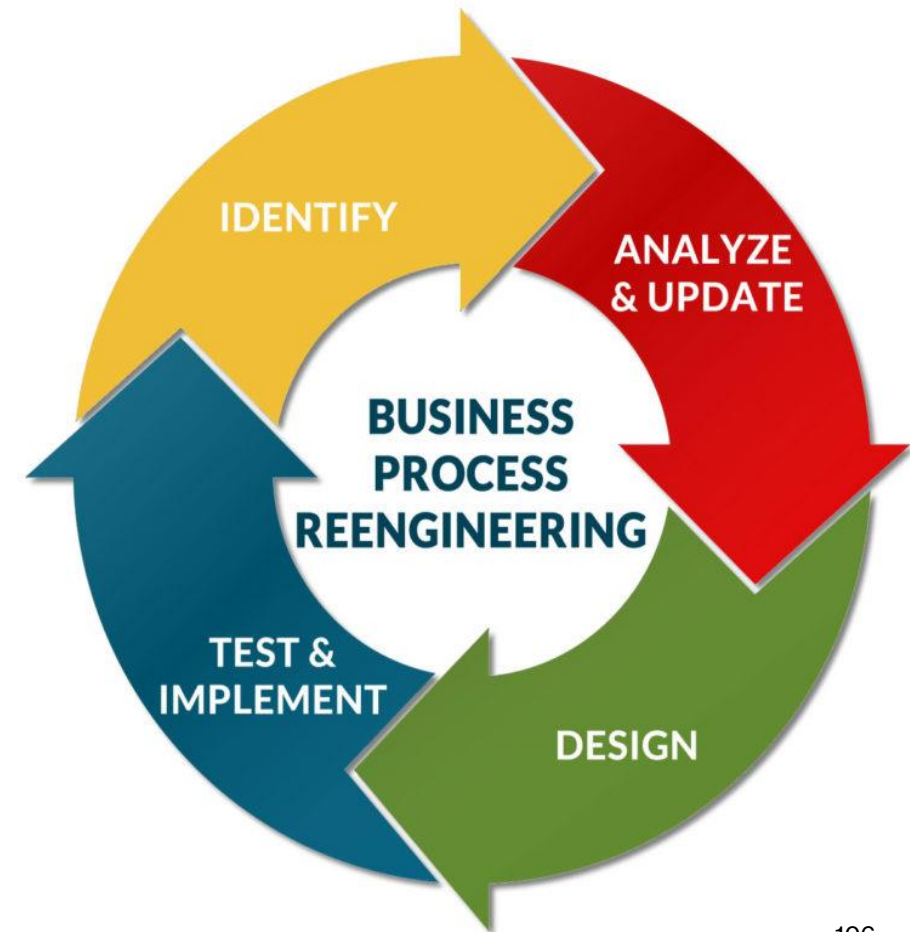 IDENTIFY
ANALYZE
& UPDATE
BUSINESS
PROCESS
REENGINEERING
TEST &
IMPLEMENT
DESIGN